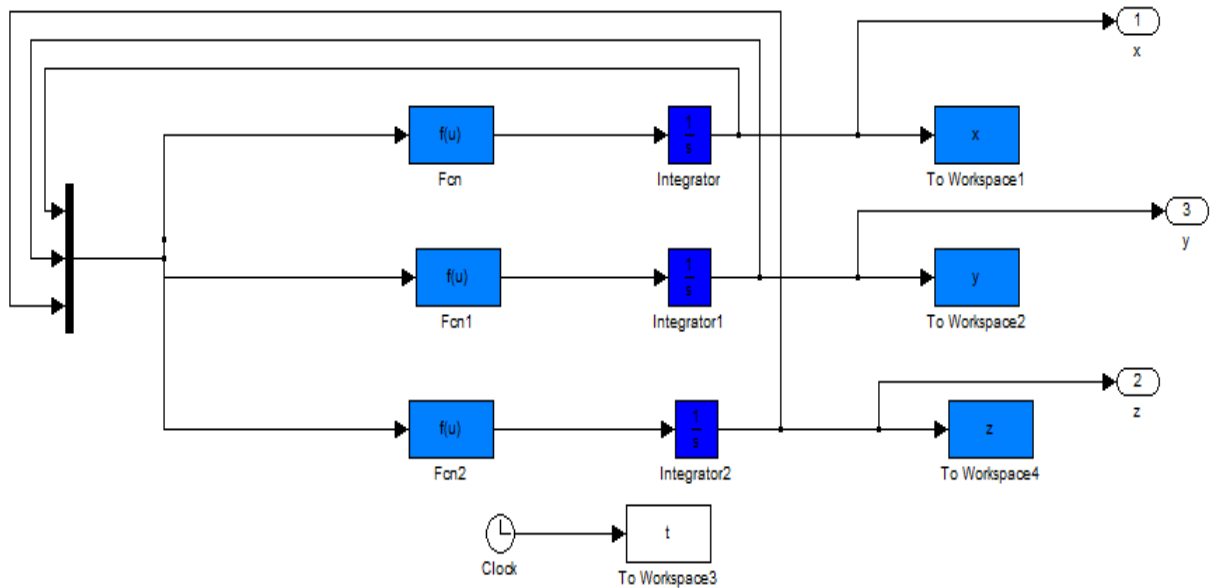 1
x
f(u)
Fcn
1
s
Integrator
x
To Workspace1
3
y
f(u)
Fcn1
1
s
Integrator1
y
To Workspace2
2
z
f(u)
Fcn2
1
s
Integrator2
z
To Workspace4
Clock
t
To Workspace3